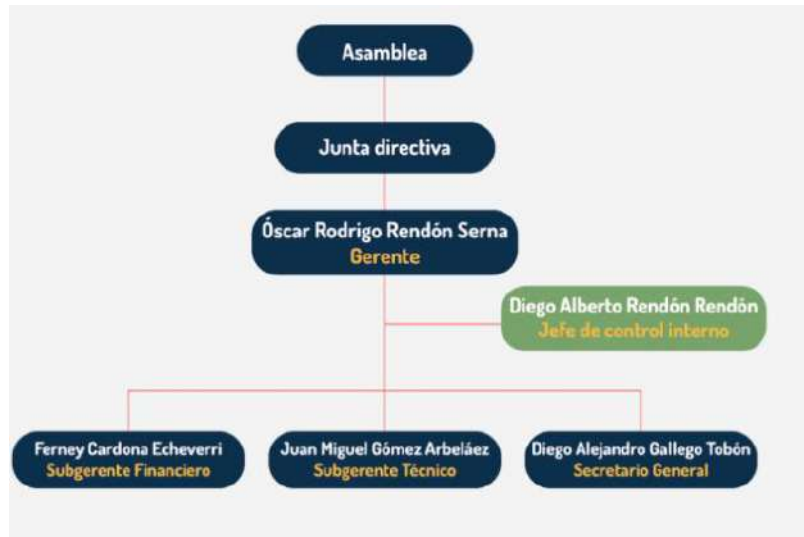 Asamblea
Junta directiva
Óscar Rodrigo Rendón Serna
Gerente
Diego Alberto Rendón Rendón
Jefe de control interno
Ferney Cardona Echeverri
Subgerente Financiero
Juan Miguel Gómez Arbeláez
Subgerente Técnico
Diego Alejandro Gallego Tobón
Secretario General